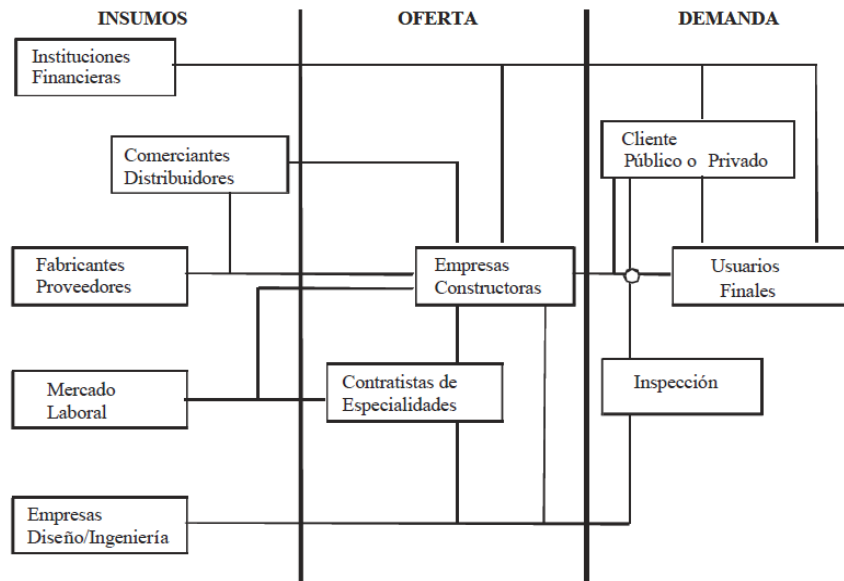 INSUMOS
OFERTA
DEMANDA
Instituciones
Financieras
Comerciantes
Distribuidores
Cliente
Público o Privado
Fabricantes
Proveedores
Empresas
Constructoras
Usuarios
Finales
Mercado
Laboral
Contratistas de
Especialidades
Inspección
Empresas
Diseño/Ingeniería